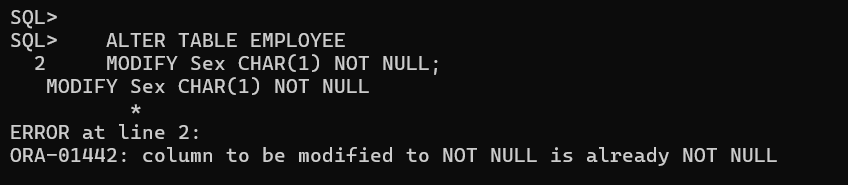 SQL>
SQL>    ALTER TABLE EMPLOYEE
  2     MODIFY Sex CHAR(1) NOT NULL;
   MODIFY Sex CHAR(1) NOT NULL
          *
ERROR at line 2:
ORA-01442: column to be modified to NOT NULL is already NOT NULL